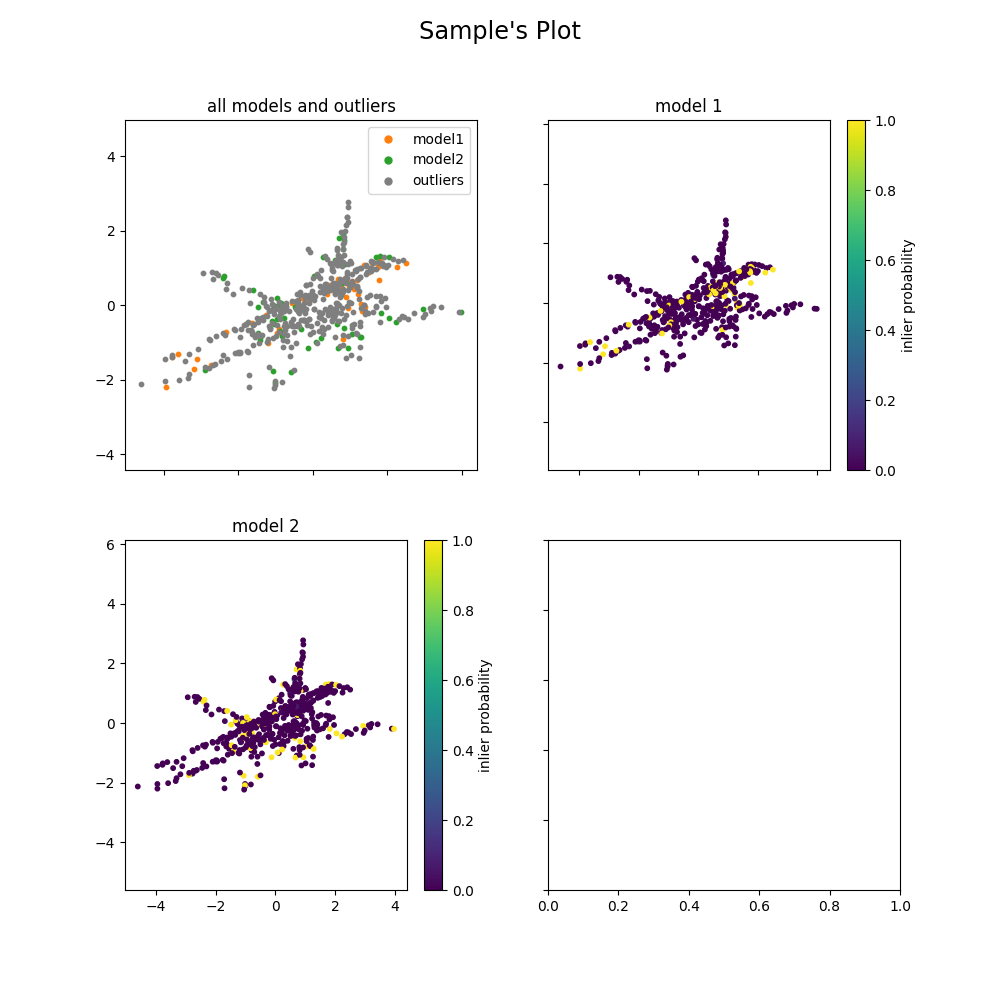 Sample's Plot
all models and outliers
model1
model2
outliers
4
2
0
−2
−4
model 1
1.0
0.8
0.6
0.4
0.2
0.0
inlier probability
model 2
6
4
2
0
−2
−4
−4 −2 0 2 4
1.0
0.8
0.6
0.4
0.2
0.0
inlier probability
0.0 0.2 0.4 0.6 0.8 1.0